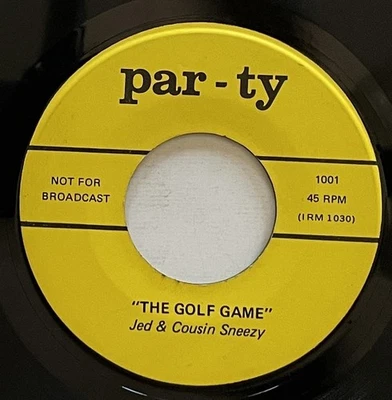 par-ty
NOT FOR
BROADCAST
1001
45 RPM
(IRM 1030)
"THE GOLF GAME"
Jed & Cousin Sneezy